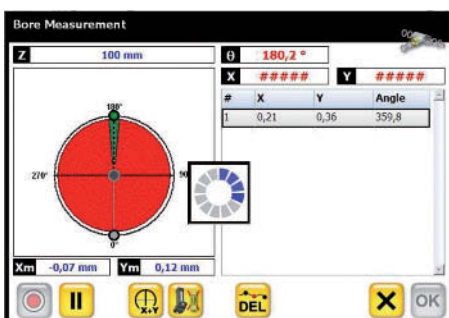 Bore Measurement
Z 100 mm θ 180,2 °
X ##### Y #####
# X Y Angle
1 0,21 0,36 359,8
180°
270°
90
0°
Xm -0,07 mm Ym 0,12 mm
X+Y
DEL
OK